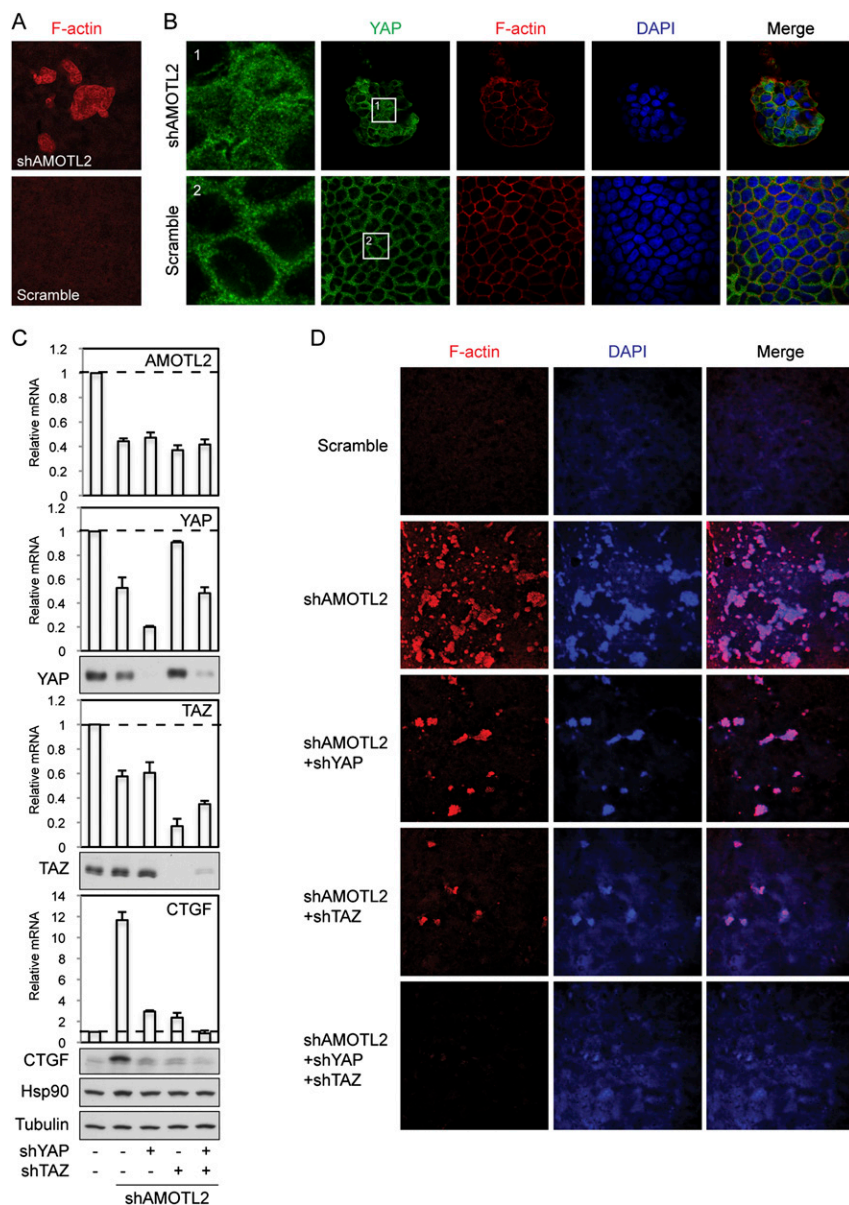 A
F-actin
shAMOTL2
Scramble
B
YAP
F-actin
DAPI
Merge
shAMOTL2
1
1
Scramble
2
2
C
1.2
1
0.8
0.6
0.4
0.2
0
Relative mRNA
AMOTL2
1.2
1
0.8
0.6
0.4
0.2
0
Relative mRNA
YAP
YAP
1.2
1
0.8
0.6
0.4
0.2
0
Relative mRNA
TAZ
TAZ
14
12
10
8
6
4
2
0
Relative mRNA
CTGF
CTGF
Hsp90
Tubulin
shYAP - - + - +
shTAZ - - - + +
shAMOTL2
D
F-actin
DAPI
Merge
Scramble
shAMOTL2
shAMOTL2
+shYAP
shAMOTL2
+shTAZ
shAMOTL2
+shYAP
+shTAZ